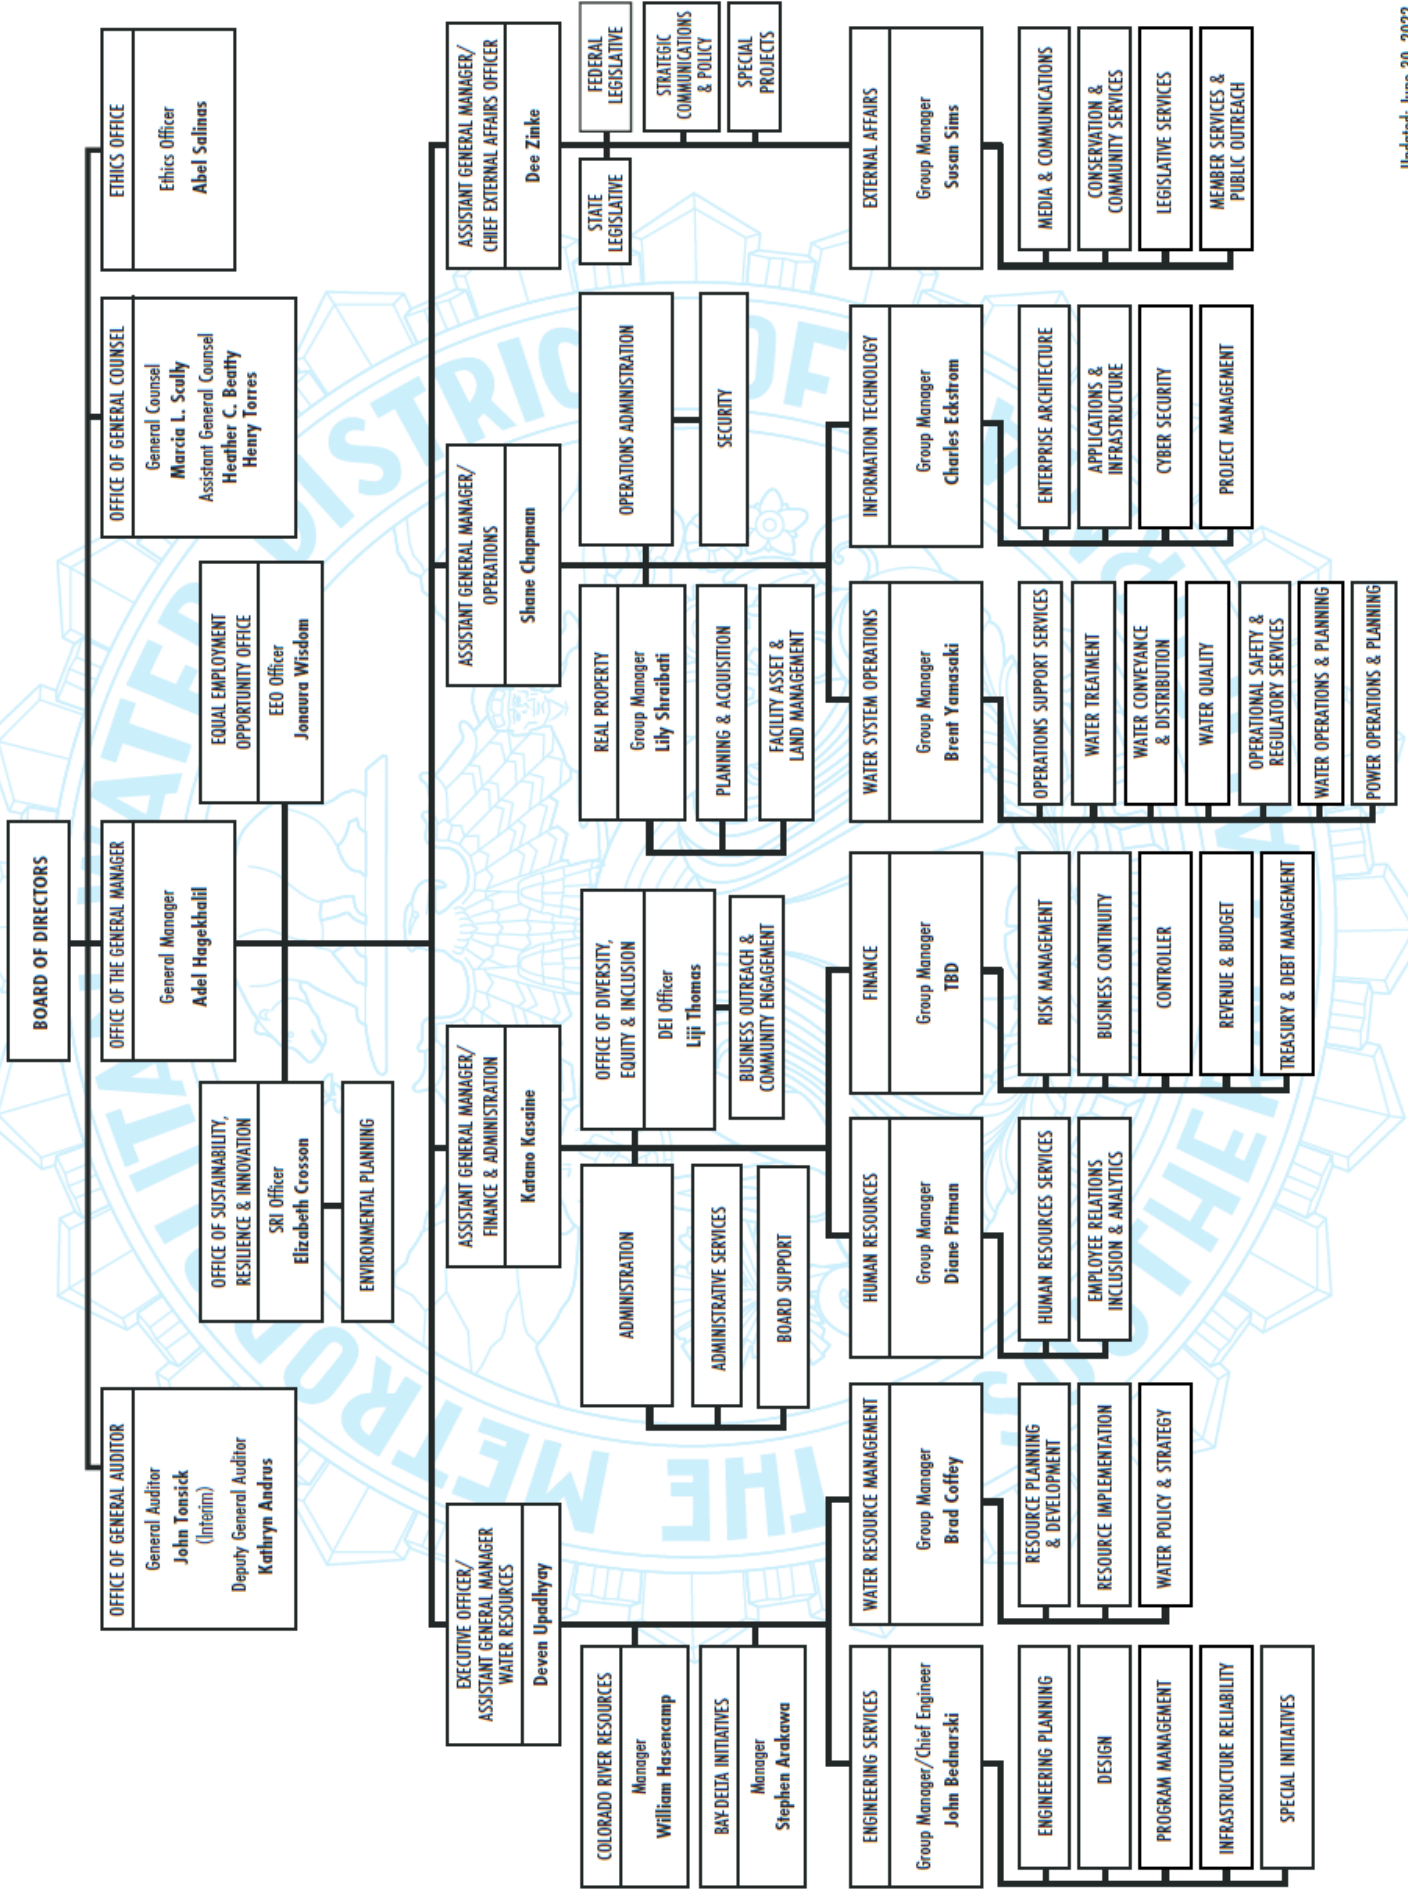 BOARD OF DIRECTORS
OFFICE OF GENERAL AUDITOR
General Auditor
John Tonsick
(Interim)
Deputy General Auditor
Kathryn Andrus
OFFICE OF THE GENERAL MANAGER
General Manager
Adel Hagekhalil
OFFICE OF GENERAL COUNSEL
General Counsel
Marcia L. Scully
Assistant General Counsel
Heather C. Beatty
Henry Torres
ETHICS OFFICE
Ethics Officer
Abel Salinas
OFFICE OF SUSTAINABILITY,
RESILIENCE & INNOVATION
SRI Officer
Elizabeth Crosson
ENVIRONMENTAL PLANNING
EQUAL EMPLOYMENT
OPPORTUNITY OFFICE
EEO Officer
Jonaura Wisdom
EXECUTIVE OFFICER/
ASSISTANT GENERAL MANAGER
WATER RESOURCES
Deven Upadhyay
ASSISTANT GENERAL MANAGER/
FINANCE & ADMINISTRATION
Katano Kasaine
ASSISTANT GENERAL MANAGER/
OPERATIONS
Shane Chapman
ASSISTANT GENERAL MANAGER/
CHIEF EXTERNAL AFFAIRS OFFICER
Dee Zinke
COLORADO RIVER RESOURCES
Manager
William Hasencamp
BAY-DELTA INITIATIVES
Manager
Stephen Arakawa
ADMINISTRATION
ADMINISTRATIVE SERVICES
BOARD SUPPORT
OFFICE OF DIVERSITY,
EQUITY & INCLUSION
DEI Officer
Liji Thomas
BUSINESS OUTREACH &
COMMUNITY ENGAGEMENT
REAL PROPERTY
Group Manager
Lily Shraibati
PLANNING & ACQUISITION
FACILITY ASSET &
LAND MANAGEMENT
OPERATIONS ADMINISTRATION
SECURITY
STATE
LEGISLATIVE
FEDERAL
LEGISLATIVE
STRATEGIC
COMMUNICATIONS
& POLICY
SPECIAL
PROJECTS
ENGINEERING SERVICES
Group Manager/Chief Engineer
John Bednarski
ENGINEERING PLANNING
DESIGN
PROGRAM MANAGEMENT
INFRASTRUCTURE RELIABILITY
SPECIAL INITIATIVES
WATER RESOURCE MANAGEMENT
Group Manager
Brad Coffey
RESOURCE PLANNING
& DEVELOPMENT
RESOURCE IMPLEMENTATION
WATER POLICY & STRATEGY
HUMAN RESOURCES
Group Manager
Diane Pitman
HUMAN RESOURCES SERVICES
EMPLOYEE RELATIONS
INCLUSION & ANALYTICS
FINANCE
Group Manager
TBD
RISK MANAGEMENT
BUSINESS CONTINUITY
CONTROLLER
REVENUE & BUDGET
TREASURY & DEBT MANAGEMENT
WATER SYSTEM OPERATIONS
Group Manager
Brent Yamasaki
OPERATIONS SUPPORT SERVICES
WATER TREATMENT
WATER CONVEYANCE
& DISTRIBUTION
WATER QUALITY
OPERATIONAL SAFETY &
REGULATORY SERVICES
WATER OPERATIONS & PLANNING
POWER OPERATIONS & PLANNING
INFORMATION TECHNOLOGY
Group Manager
Charles Eckstrom
ENTERPRISE ARCHITECTURE
APPLICATIONS &
INFRASTRUCTURE
CYBER SECURITY
PROJECT MANAGEMENT
EXTERNAL AFFAIRS
Group Manager
Susan Sims
MEDIA & COMMUNICATIONS
CONSERVATION &
COMMUNITY SERVICES
LEGISLATIVE SERVICES
MEMBER SERVICES &
PUBLIC OUTREACH
Updated: June 30, 2022